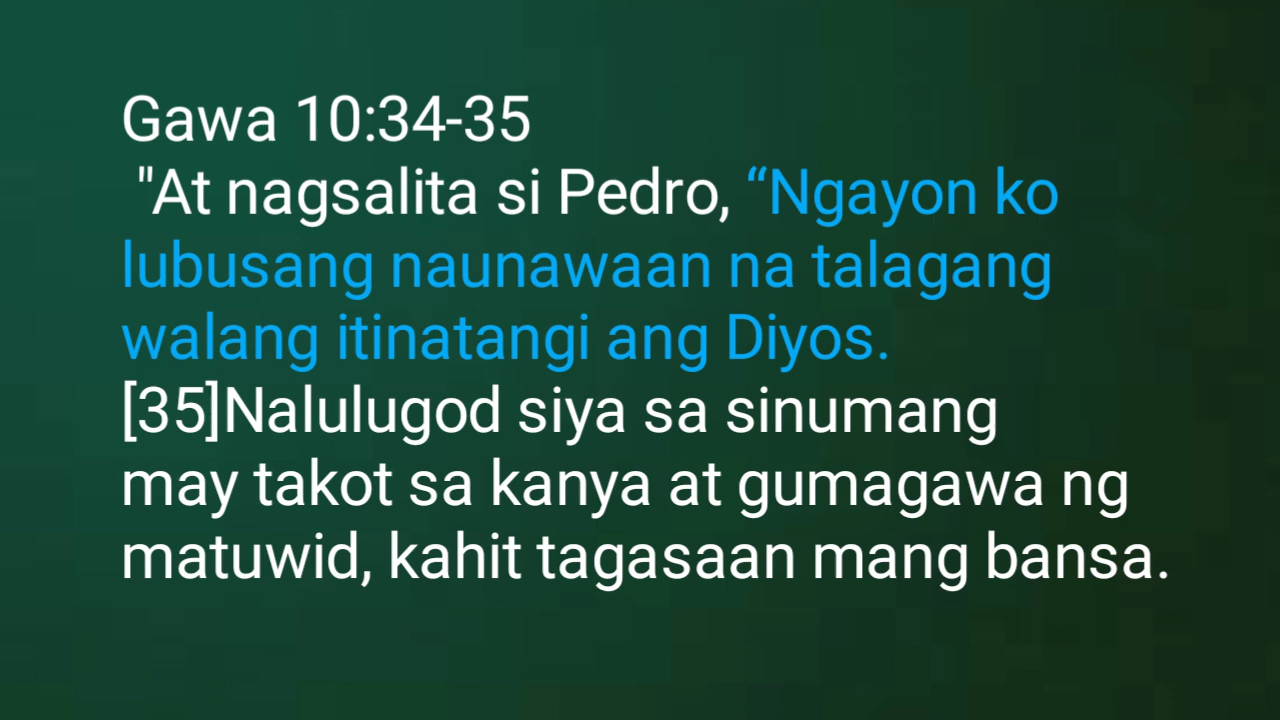 Gawa 10:34-35
"At nagsalita si Pedro, “Ngayon ko
lubusang naunawaan na talagang
walang itinatangi ang Diyos.
[35]Nalulugod siya sa sinumang
may takot sa kanya at gumagawa ng
matuwid, kahit tagasaan mang bansa.